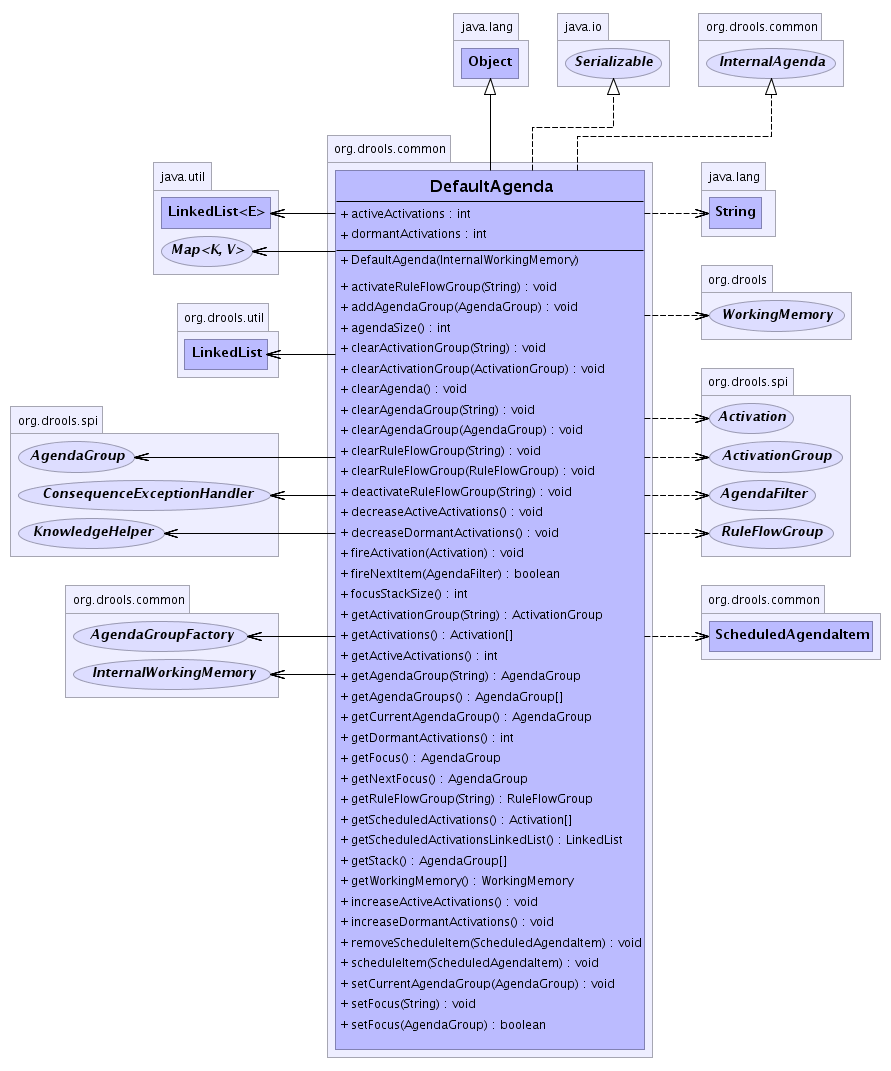 java.lang
Object
java.io
Serializable
org.drools.common
InternalAgenda
java.util
LinkedList<E>
Map<K, V>
org.drools.util
LinkedList
org.drools.spi
AgendaGroup
ConsequenceExceptionHandler
KnowledgeHelper
org.drools.common
AgendaGroupFactory
InternalWorkingMemory
org.drools.common
DefaultAgenda
+ activeActivations : int
+ dormantActivations : int
+ DefaultAgenda(InternalWorkingMemory)
+ activateRuleFlowGroup(String) : void
+ addAgendaGroup(AgendaGroup) : void
+ agendaSize() : int
+ clearActivationGroup(String) : void
+ clearActivationGroup(ActivationGroup) : void
+ clearAgenda() : void
+ clearAgendaGroup(String) : void
+ clearAgendaGroup(AgendaGroup) : void
+ clearRuleFlowGroup(String) : void
+ clearRuleFlowGroup(RuleFlowGroup) : void
+ deactivateRuleFlowGroup(String) : void
+ decreaseActiveActivations() : void
+ decreaseDormantActivations() : void
+ fireActivation(Activation) : void
+ fireNextItem(AgendaFilter) : boolean
+ focusStackSize() : int
+ getActivationGroup(String) : ActivationGroup
+ getActivations() : Activation[]
+ getActiveActivations() : int
+ getAgendaGroup(String) : AgendaGroup
+ getAgendaGroups() : AgendaGroup[]
+ getCurrentAgendaGroup() : AgendaGroup
+ getDormantActivations() : int
+ getFocus() : AgendaGroup
+ getNextFocus() : AgendaGroup
+ getRuleFlowGroup(String) : RuleFlowGroup
+ getScheduledActivations() : Activation[]
+ getScheduledActivationsLinkedList() : LinkedList
+ getStack() : AgendaGroup[]
+ getWorkingMemory() : WorkingMemory
+ increaseActiveActivations() : void
+ increaseDormantActivations() : void
+ removeScheduleItem(ScheduledAgendaItem) : void
+ scheduleItem(ScheduledAgendaItem) : void
+ setCurrentAgendaGroup(AgendaGroup) : void
+ setFocus(String) : void
+ setFocus(AgendaGroup) : boolean
java.lang
String
org.drools
WorkingMemory
org.drools.spi
Activation
ActivationGroup
AgendaFilter
RuleFlowGroup
org.drools.common
ScheduledAgendaItem